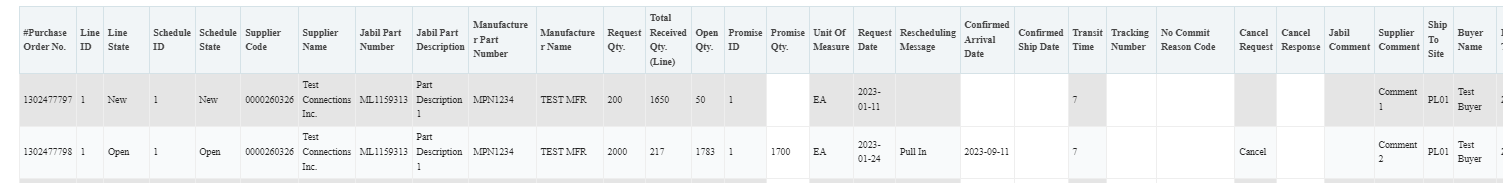 #Purchase Order No. | Line ID | Line State | Schedule ID | Schedule State | Supplier Code | Supplier Name | Jabil Part Number | Jabil Part Description | Manufacture r Part Number | Manufacture r Name | Request Qty. | Total Received Qty. (Line) | Open Qty. | Promise ID | Promise Qty. | Unit Of Measure | Request Date | Rescheduling Message | Confirmed Arrival Date | Confirmed Ship Date | Transit Time | Tracking Number | No Commit Reason Code | Cancel Request | Cancel Response | Jabil Comment | Supplier Comment | Ship To Site | Buyer Name
1302477797 | 1 | New | 1 | New | 0000260326 | Test Connections Inc. | ML1159313 | Part Description 1 | MPN1234 | TEST MFR | 200 | 1650 | 50 | 1 | | EA | 2023-01-11 | | | | 7 | | | | | | Comment 1 | PL01 | Test Buyer
1302477798 | 1 | Open | 1 | Open | 0000260326 | Test Connections Inc. | ML1159313 | Part Description 1 | MPN1234 | TEST MFR | 2000 | 217 | 1783 | 1 | 1700 | EA | 2023-01-24 | Pull In | 2023-09-11 | | 7 | | | Cancel | | | Comment 2 | PL01 | Test Buyer